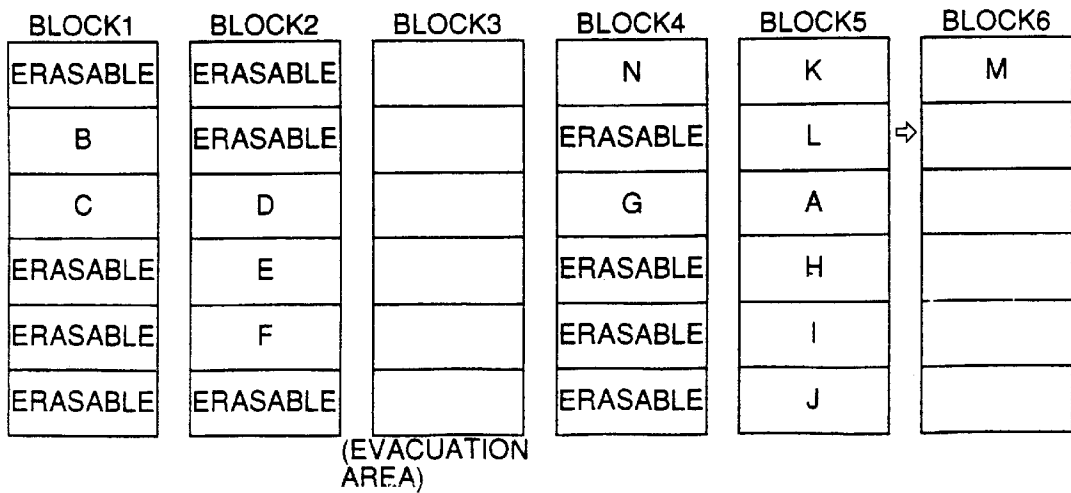 BLOCK1 BLOCK2 BLOCK3 BLOCK4 BLOCK5 BLOCK6
ERASABLE ERASABLE N K M
B ERASABLE ERASABLE L ⇨
C D G A
ERASABLE E ERASABLE H
ERASABLE F ERASABLE I
ERASABLE ERASABLE ERASABLE J
(EVACUATION
AREA)